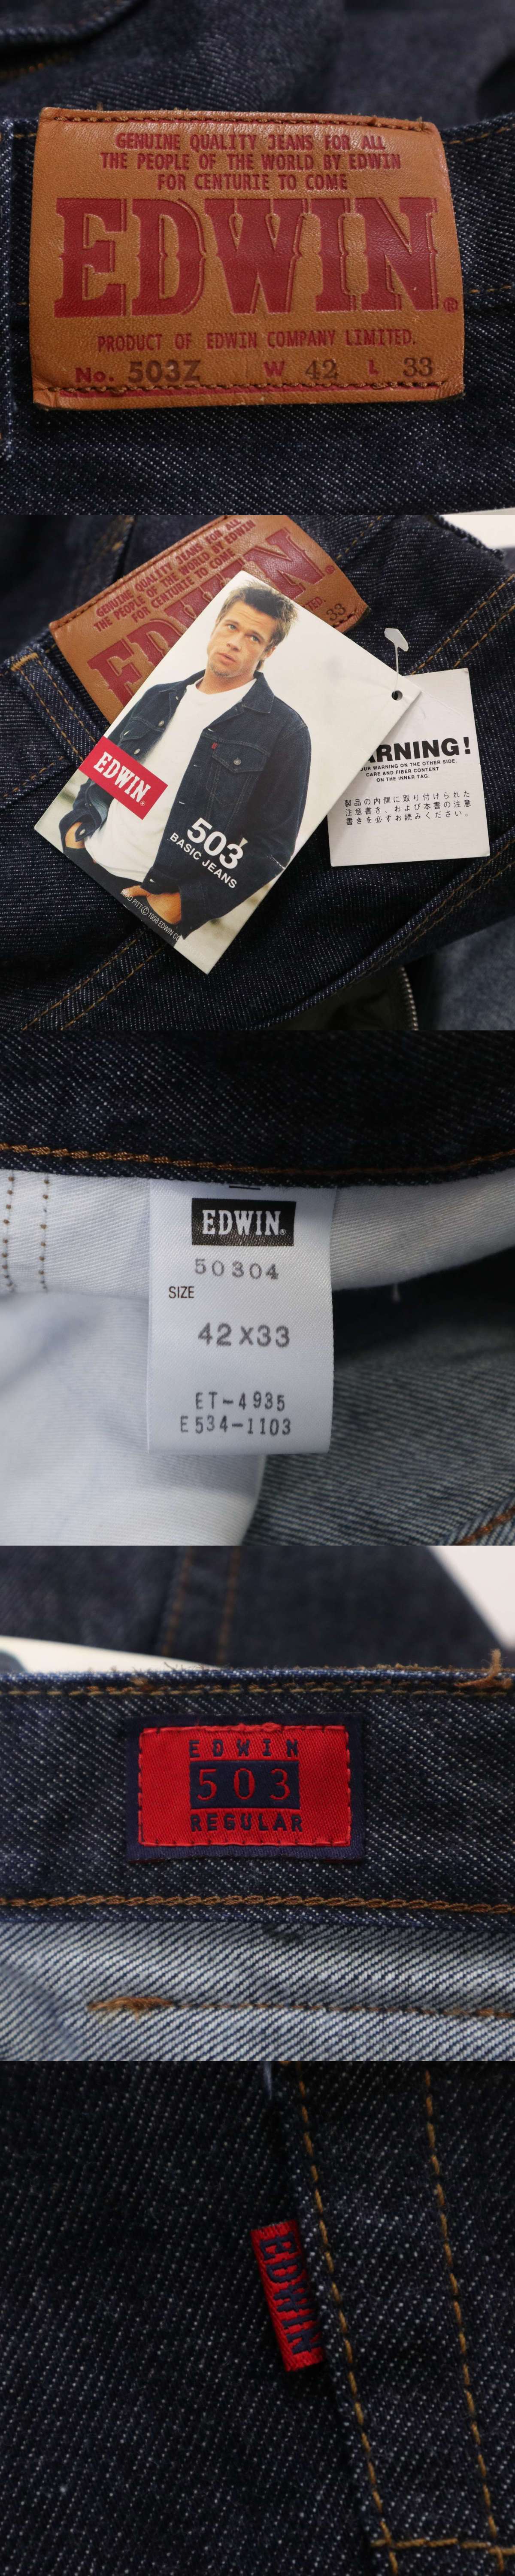 GENUINE QUALITY JEANS FOR ALL
THE PEOPLE OF THE WORLD BY EDWIN
FOR CENTURIE TO COME
EDWIN®
PRODUCT OF EDWIN COMPANY LIMITED.
No. 503Z W 42 L 33
GENUINE QUALITY JEANS FOR ALL
THE PEOPLE OF THE WORLD BY EDWIN
FOR CENTURIE TO COME
33
EDWIN®
503
BASIC JEANS
RNING!
OUR WARNING ON THE OTHER SIDE.
CARE AND FIBER CONTENT
ON THE INNER TAG.
製品の内側に取り付けられた
注意書き、および本書の注意
書きを必ずお読みください。
EDWIN®
50304
SIZE
42X33
ET-4935
E534-1103
EDWIN
503
REGULAR
EDWIN